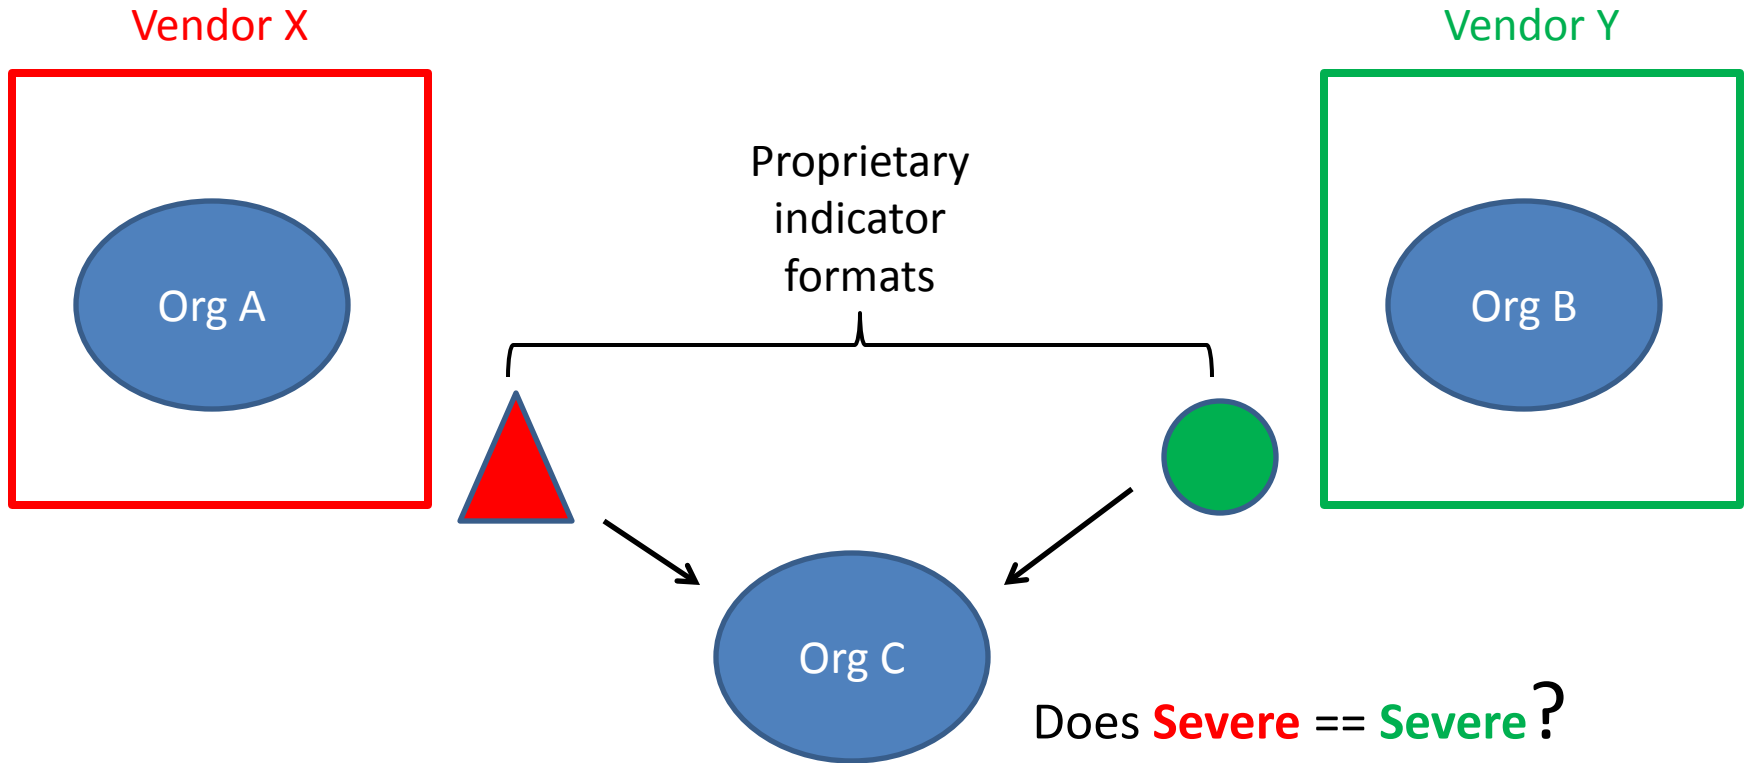 Vendor X
Vendor Y
Proprietary
indicator
formats
Org A
Org B
Org C
Does Severe == Severe?